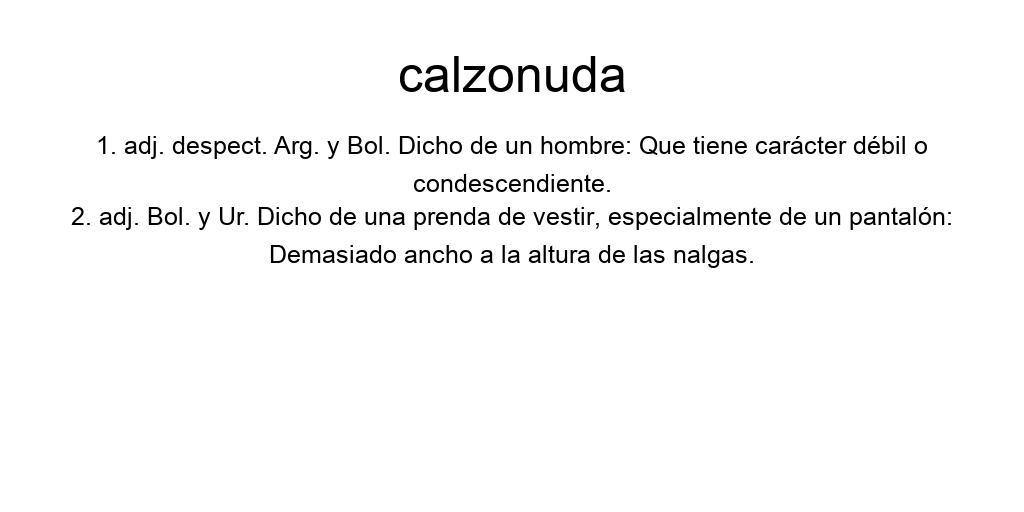 calzonuda
1. adj. despect. Arg. y Bol. Dicho de un hombre: Que tiene carácter débil o
condescendiente.
2. adj. Bol. y Ur. Dicho de una prenda de vestir, especialmente de un pantalón:
Demasiado ancho a la altura de las nalgas.